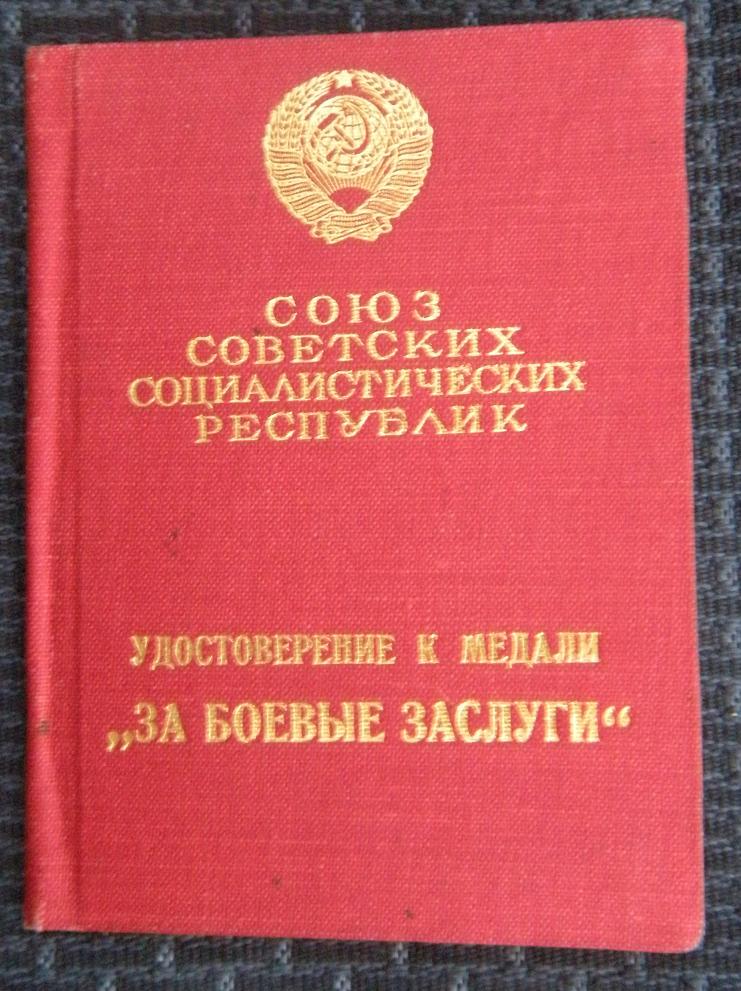 СОЮЗ
СОВЕТСКИХ
СОЦИАЛИСТИЧЕСКИХ
РЕСПУБЛИК
УДОСТОВЕРЕНИЕ К МЕДАЛИ
„ЗА БОЕВЫЕ ЗАСЛУГИ“